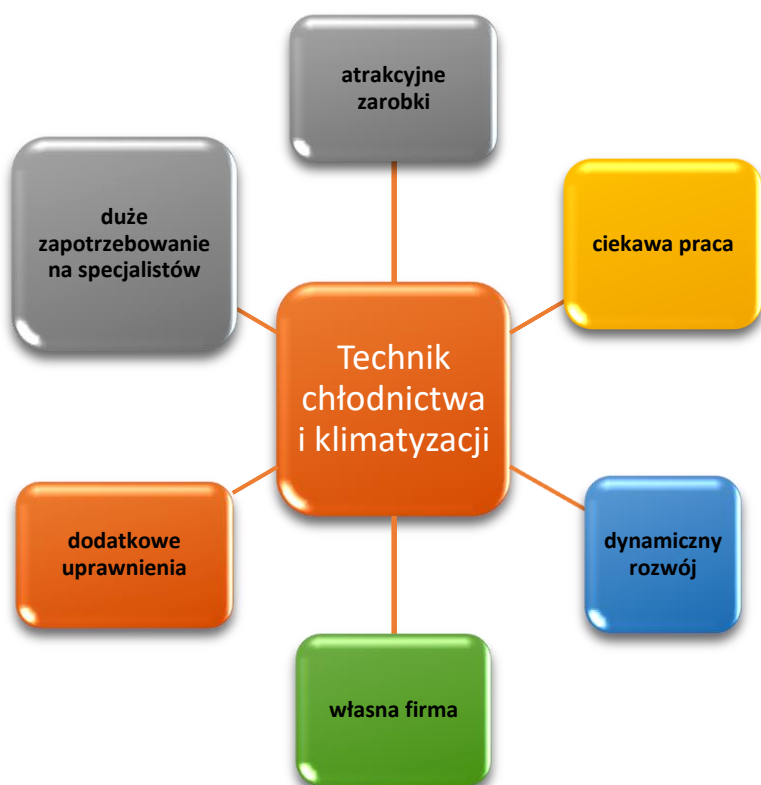 atrakcyjne
zarobki
duże
zapotrzebowanie
na specjalistów
ciekawa praca
Technik
chłodnictwa
i klimatyzacji
dodatkowe
uprawnienia
dynamiczny
rozwój
własna firma